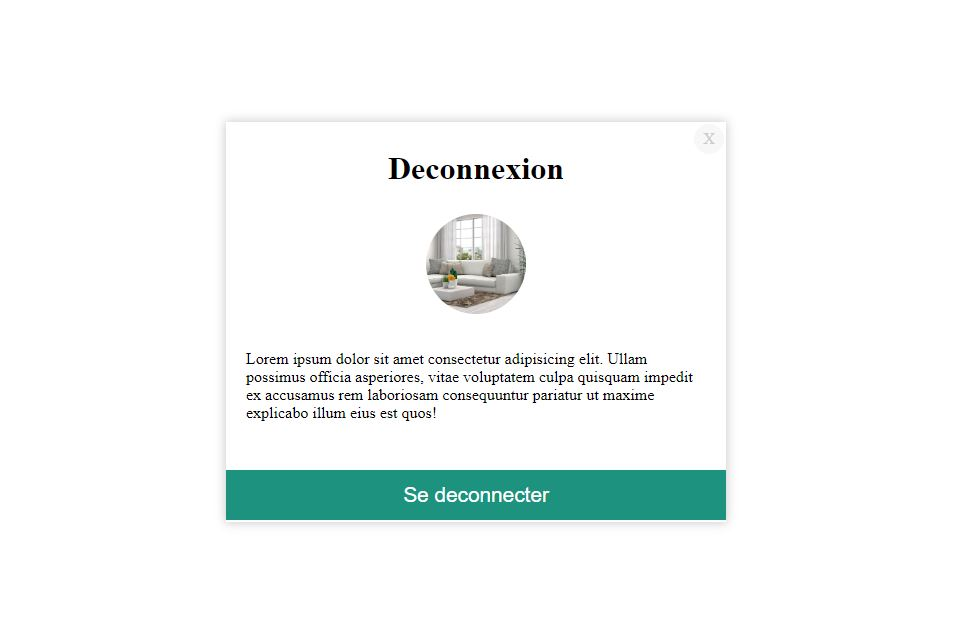 x
Deconnexion
Lorem ipsum dolor sit amet consectetur adipisicing elit. Ullam
possimus officia asperiores, vitae voluptatem culpa quisquam impedit
ex accusamus rem laboriosam consequuntur pariatur ut maxime
explicabo illum eius est quos!
Se deconnecter